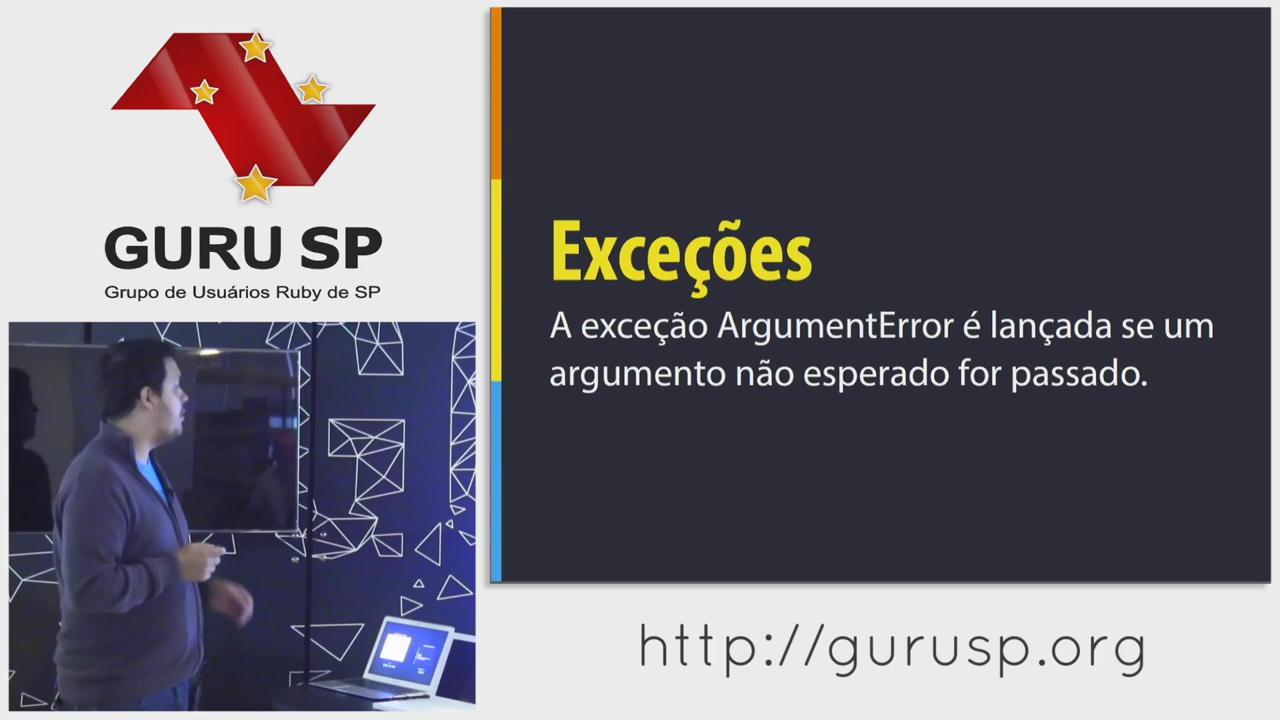 GURU SP
Grupo de Usuários Ruby de SP
Exceções
A exceção ArgumentError é lançada se um
argumento não esperado for passado.
http://gurusp.org